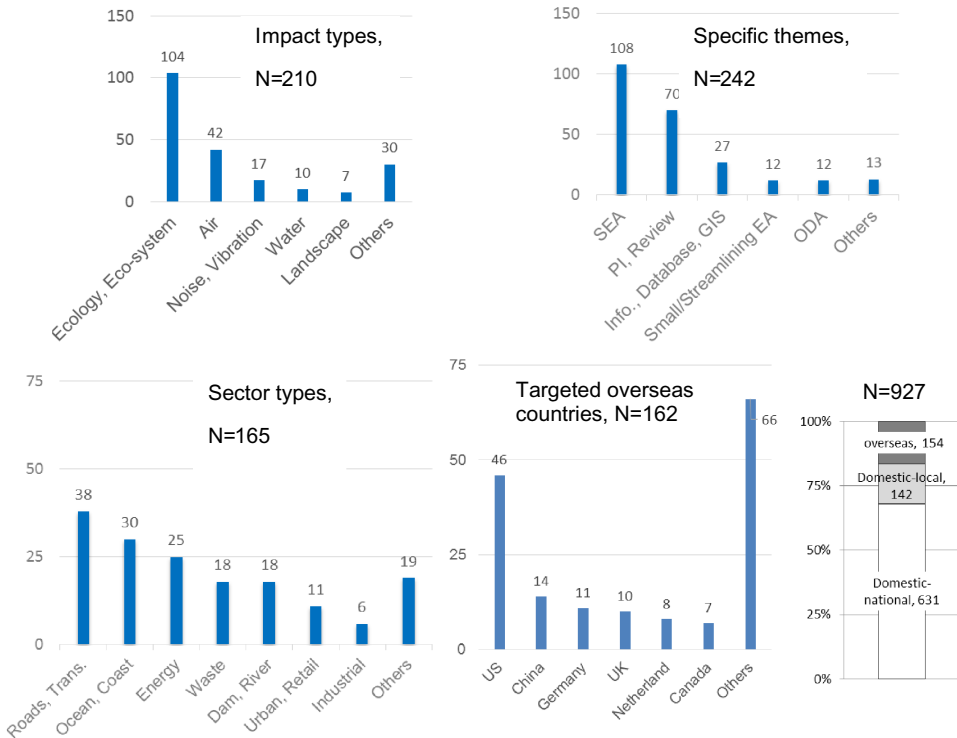 150
100
50
0
Impact types,
N=210
104
42
17
10
7
30
Ecology, Eco-system
Air
Noise, Vibration
Water
Landscape
Others
150
100
50
0
Specific themes,
N=242
108
70
27
12
12
13
SEA
PI, Review
Info., Database, GIS
Small/Streamlining EA
ODA
Others
75
50
25
0
Sector types,
N=165
38
30
25
18
18
11
6
19
Roads, Trans.
Ocean, Coast
Energy
Waste
Dam, River
Urban, Retail
Industrial
Others
75
50
25
0
Targeted overseas
countries, N=162
46
14
11
10
8
7
66
US
China
Germany
UK
Netherland
Canada
Others
N=927
100%
75%
50%
25%
0%
overseas, 154
Domestic-local,
142
Domestic-
national, 631